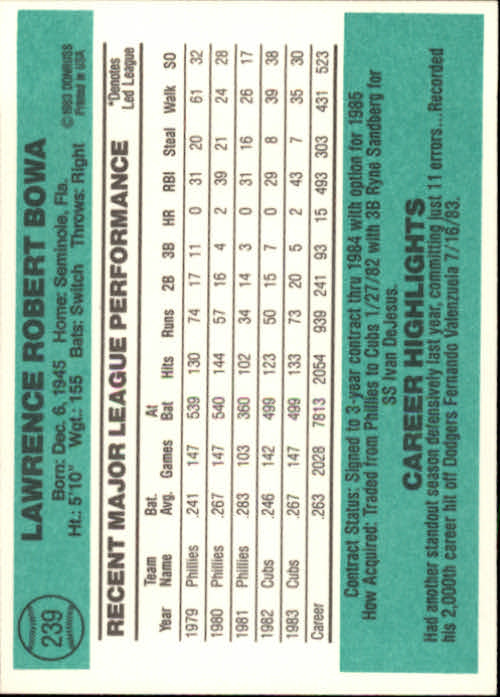 239
LAWRENCE ROBERT BOWA
Born: Dec. 6, 1945 Home: Seminole, Fla.
Ht.: 5'10" Wgt.: 155 Bats: Switch Throws: Right
© 1983 DONRUSS
Printed in USA
RECENT MAJOR LEAGUE PERFORMANCE
*Denotes
Led League
Year Team Name Bat. Avg. Games At Bat Hits Runs 2B 3B HR RBI Steal Walk SO
1979 Phillies .241 147 539 130 74 17 11 0 31 20 61 32
1980 Phillies .267 147 540 144 57 16 4 2 39 21 24 28
1981 Phillies .283 103 360 102 34 14 3 0 31 16 26 17
1982 Cubs .246 142 499 123 50 15 7 0 29 8 39 38
1983 Cubs .267 147 499 133 73 20 5 2 43 7 35 30
Career .263 2028 7813 2054 939 241 93 15 493 303 431 523
Contract Status: Signed to 3-year contract thru 1984 with option for 1985
How Acquired: Traded from Phillies to Cubs 1/27/82 with 3B Ryne Sandberg for
SS Ivan DeJesus.
CAREER HIGHLIGHTS
Had another standout season defensively last year, committing just 11 errors...Recorded
his 2,000th career hit off Dodgers Fernando Valenzuela 7/16/83.